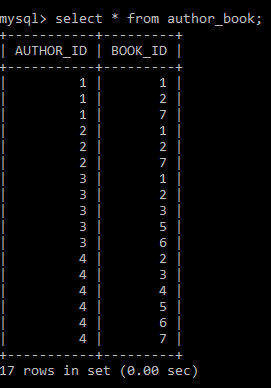 mysql> select * from author_book;
+-----------+---------+
| AUTHOR_ID | BOOK_ID |
+-----------+---------+
|         1 |       1 |
|         1 |       2 |
|         1 |       7 |
|         2 |       1 |
|         2 |       2 |
|         2 |       7 |
|         3 |       1 |
|         3 |       2 |
|         3 |       3 |
|         3 |       5 |
|         3 |       6 |
|         4 |       2 |
|         4 |       3 |
|         4 |       4 |
|         4 |       5 |
|         4 |       6 |
|         4 |       7 |
+-----------+---------+
17 rows in set (0.00 sec)